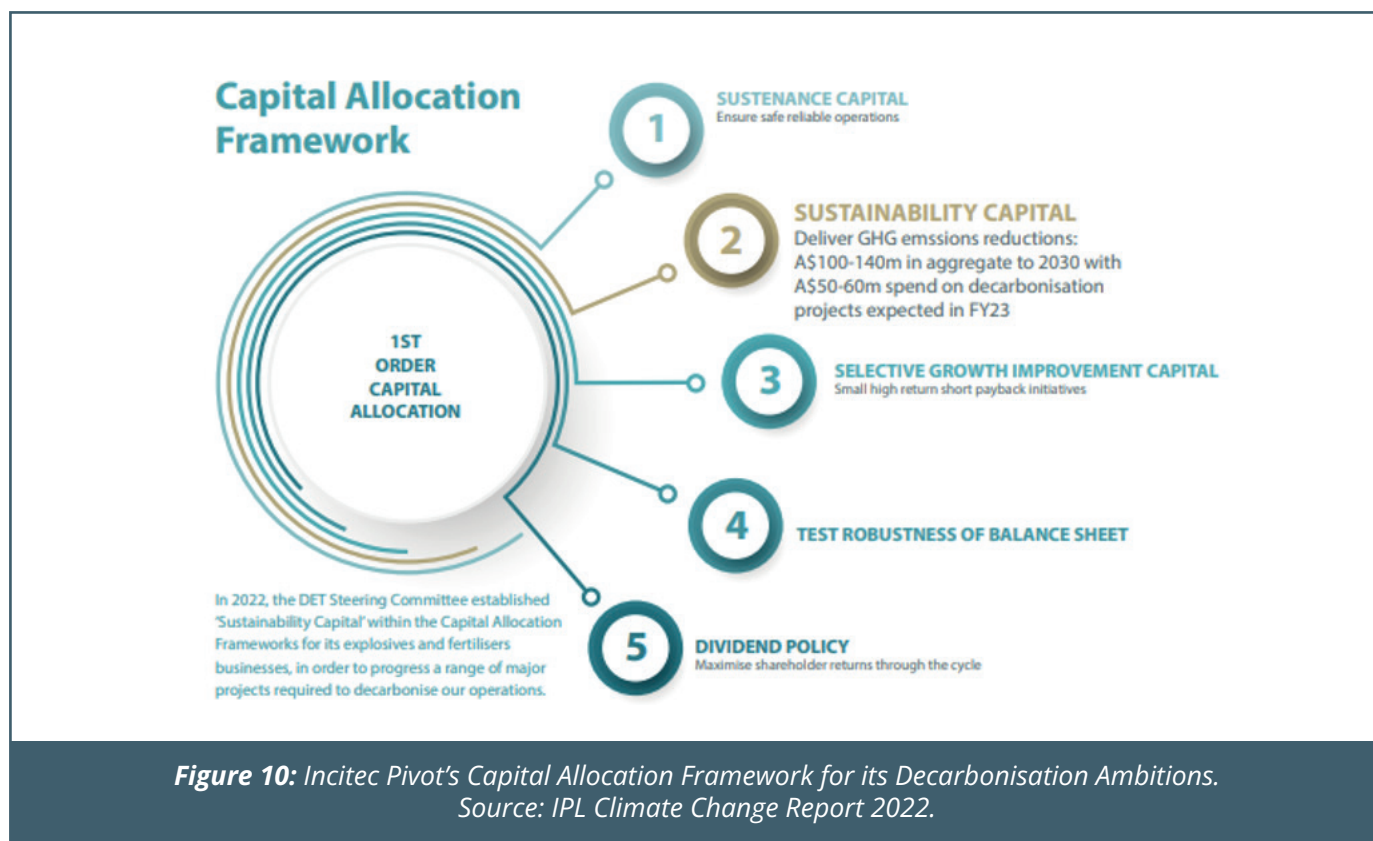 Capital Allocation
Framework
1
SUSTENANCE CAPITAL
Ensure safe reliable operations
2
SUSTAINABILITY CAPITAL
Deliver GHG emssions reductions:
A$100-140m in aggregate to 2030 with
A$50-60m spend on decarbonisation
projects expected in FY23
1ST
ORDER
CAPITAL
ALLOCATION
3
SELECTIVE GROWTH IMPROVEMENT CAPITAL
Small high return short payback initiatives
4
TEST ROBUSTNESS OF BALANCE SHEET
In 2022, the DET Steering Committee established
‘Sustainability Capital’ within the Capital Allocation
Frameworks for its explosives and fertilisers
businesses, in order to progress a range of major
projects required to decarbonise our operations.
5
DIVIDEND POLICY
Maximise shareholder returns through the cycle
Figure 10: Incitec Pivot’s Capital Allocation Framework for its Decarbonisation Ambitions.
Source: IPL Climate Change Report 2022.